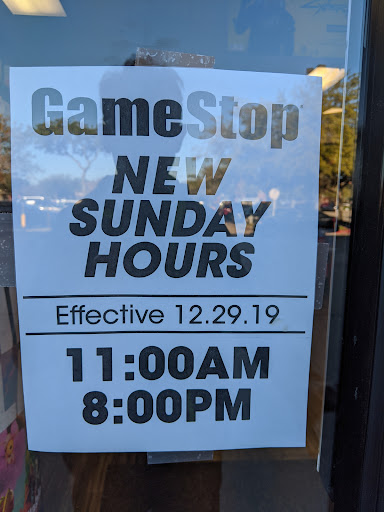 GameStop
NEW
SUNDAY
HOURS
Effective 12.29.19
11:00AM
8:00PM